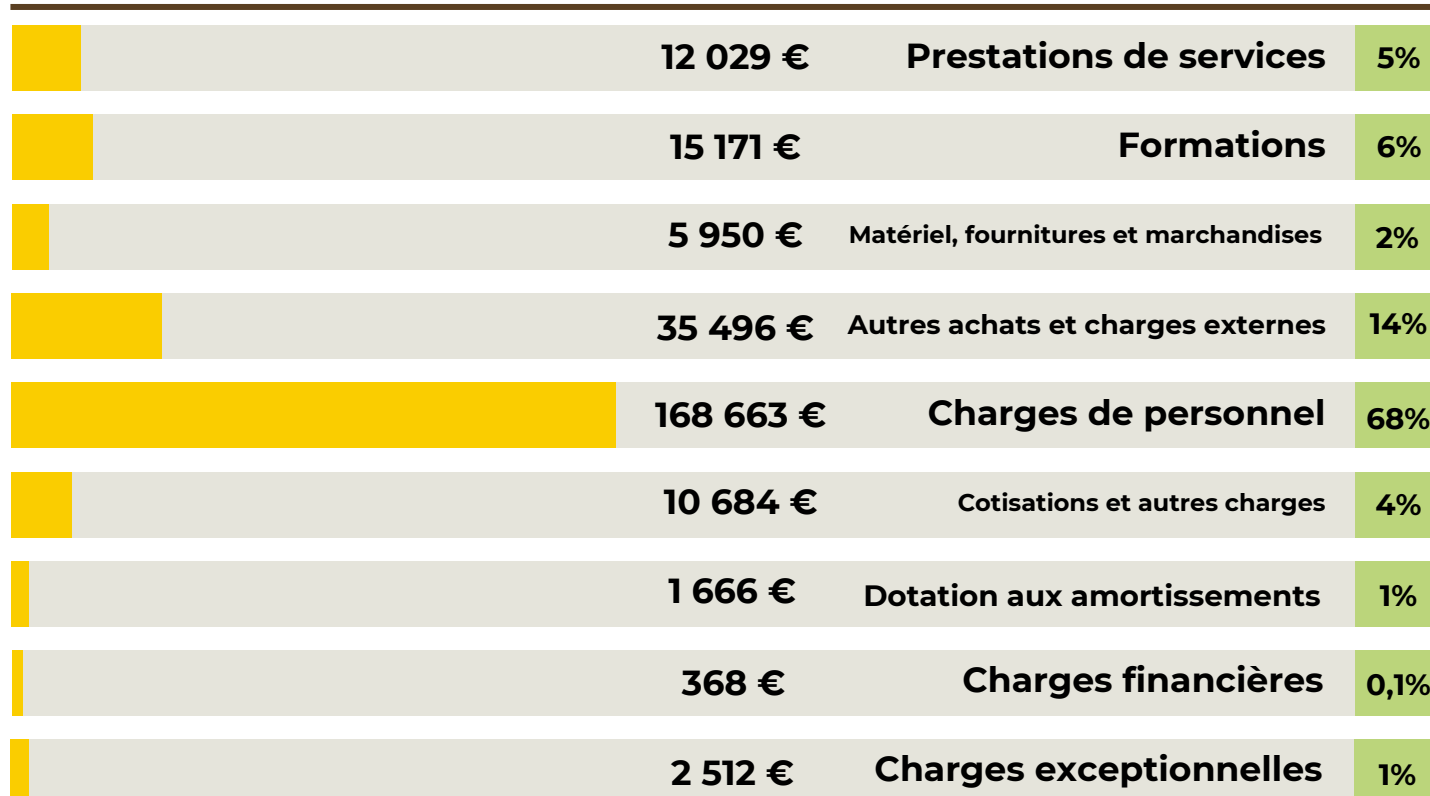 12 029 € Prestations de services 5%
15 171 € Formations 6%
5 950 € Matériel, fournitures et marchandises 2%
35 496 € Autres achats et charges externes 14%
168 663 € Charges de personnel 68%
10 684 € Cotisations et autres charges 4%
1 666 € Dotation aux amortissements 1%
368 € Charges financières 0,1%
2 512 € Charges exceptionnelles 1%